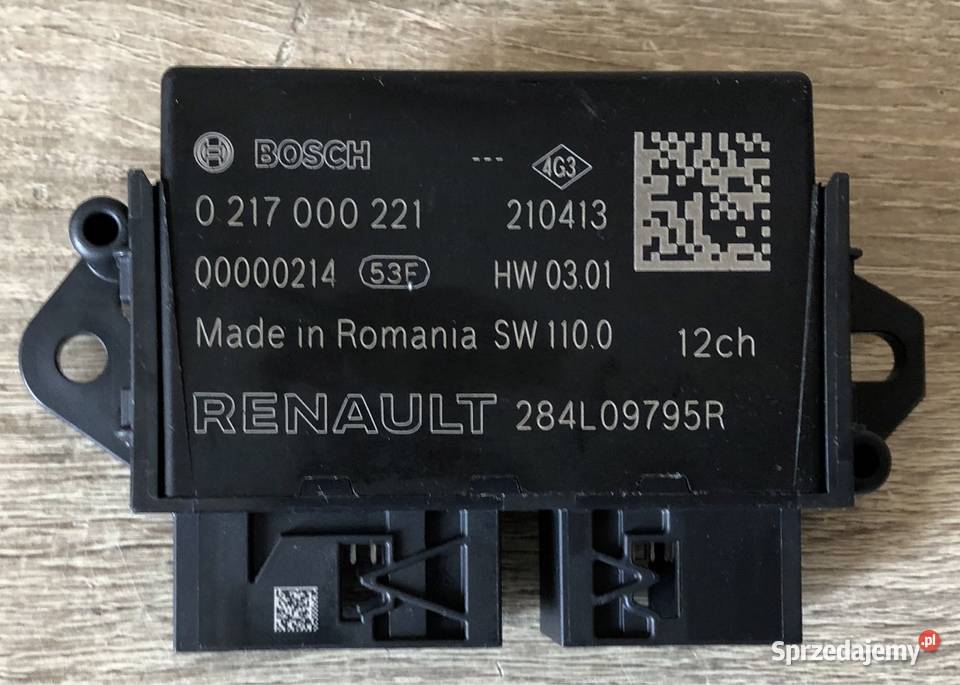 BOSCH --- 4G3
0 217 000 221 210413
00000214 53F HW 03.01
Made in Romania SW 110.0 12ch
RENAULT 284L09795R
Sprzedajemy.pl